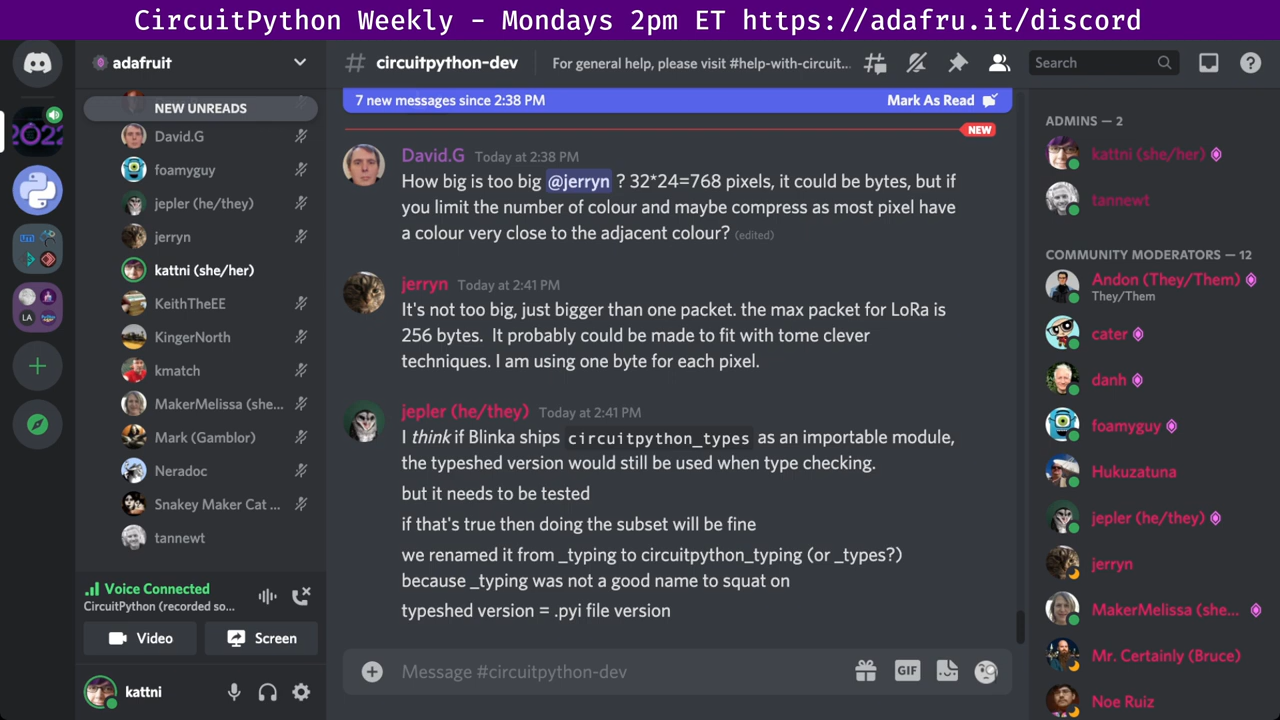 CircuitPython Weekly - Mondays 2pm ET https://adafru.it/discord
adafruit
NEW UNREADS
David.G
foamyguy
jepler (he/they)
jerryn
kattni (she/her)
KeithTheEE
KingerNorth
kmatch
MakerMelissa (she...
Mark (Gamblor)
Neradoc
Snakey Maker Cat ...
tannewt
Voice Connected
CircuitPython (recorded so...
Video
Screen
kattni
2022
LA
# circuitpython-dev
For general help, please visit #help-with-circuit...
Search
7 new messages since 2:38 PM
Mark As Read
NEW
David.G Today at 2:38 PM
How big is too big @jerryn ? 32*24=768 pixels, it could be bytes, but if
you limit the number of colour and maybe compress as most pixel have
a colour very close to the adjacent colour? (edited)
jerryn Today at 2:41 PM
It's not too big, just bigger than one packet. the max packet for LoRa is
256 bytes. It probably could be made to fit with tome clever
techniques. I am using one byte for each pixel.
jepler (he/they) Today at 2:41 PM
I think if Blinka ships circuitpython_types as an importable module,
the typeshed version would still be used when type checking.
but it needs to be tested
if that's true then doing the subset will be fine
we renamed it from _typing to circuitpython_typing (or _types?)
because _typing was not a good name to squat on
typeshed version = .pyi file version
Message #circuitpython-dev
GIF
ADMINS — 2
kattni (she/her)
tannewt
COMMUNITY MODERATORS — 12
Andon (They/Them)
They/Them
cater
danh
foamyguy
Hukuzatuna
jepler (he/they)
jerryn
MakerMelissa (she...
Mr. Certainly (Bruce)
Noe Ruiz